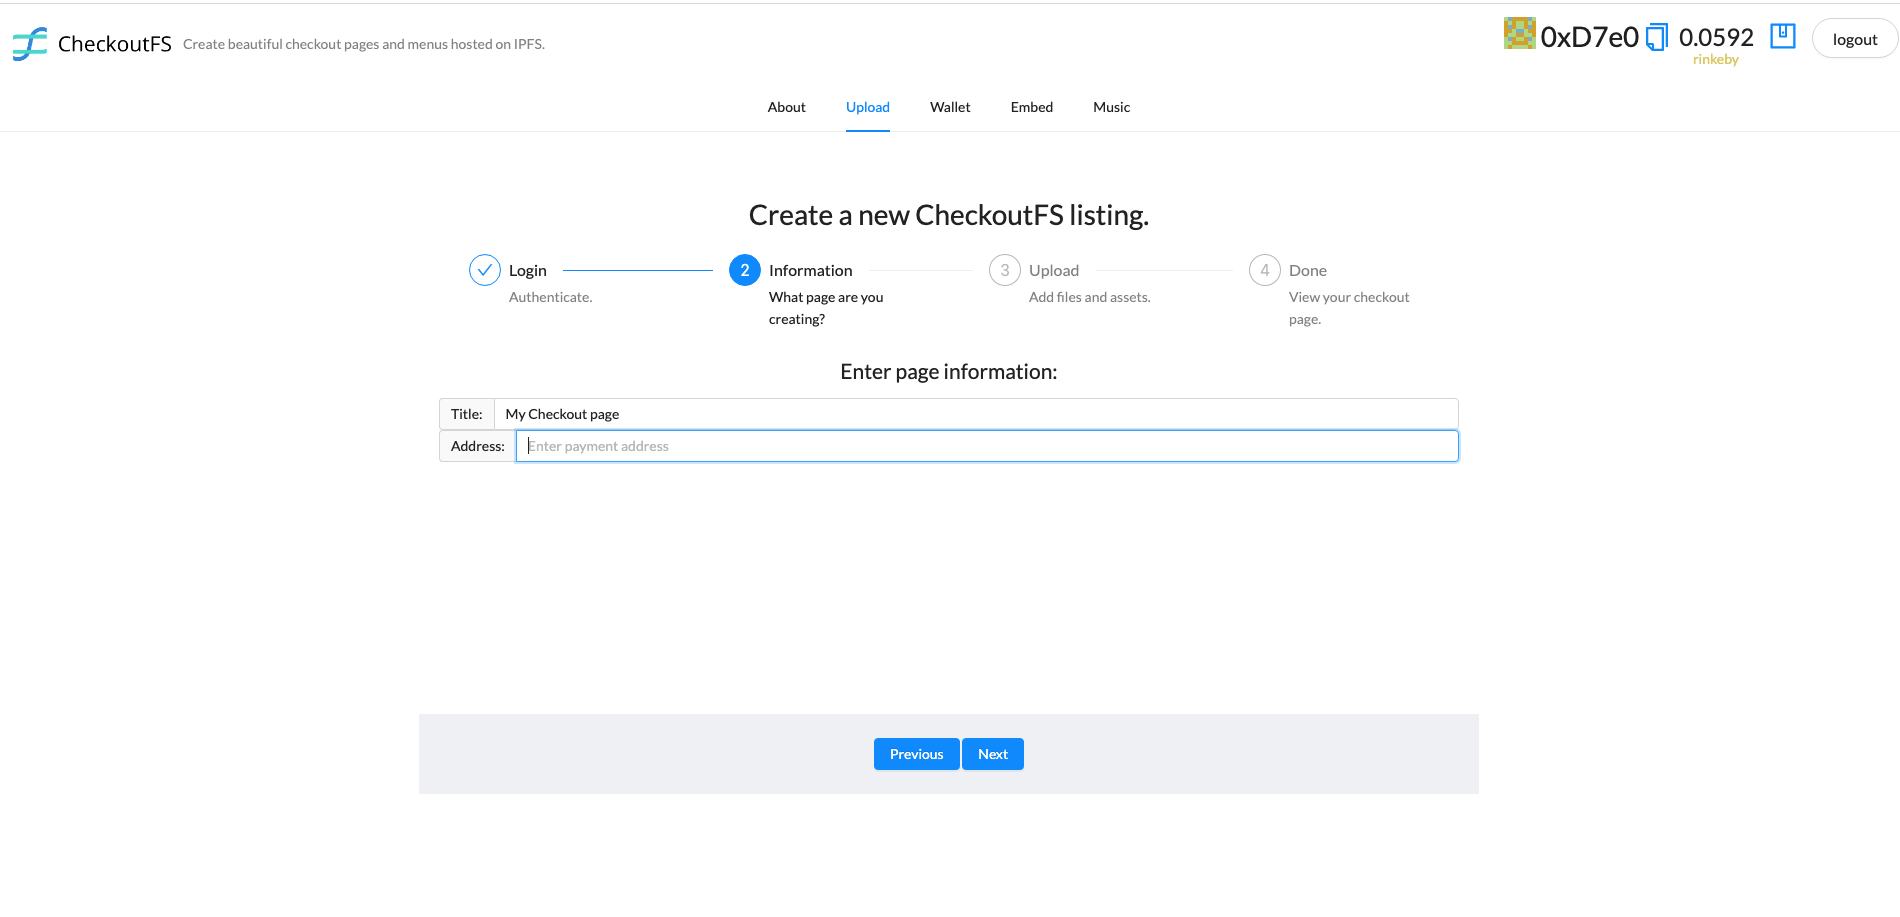 CheckoutFS Create beautiful checkout pages and menus hosted on IPFS.
0xD7e0 0.0592 logout
rinkeby
About Upload Wallet Embed Music
Create a new CheckoutFS listing.
Login 2 Information 3 Upload 4 Done
Authenticate. What page are you Add files and assets. View your checkout
creating? page.
Enter page information:
Title: My Checkout page
Address: Enter payment address
Previous Next